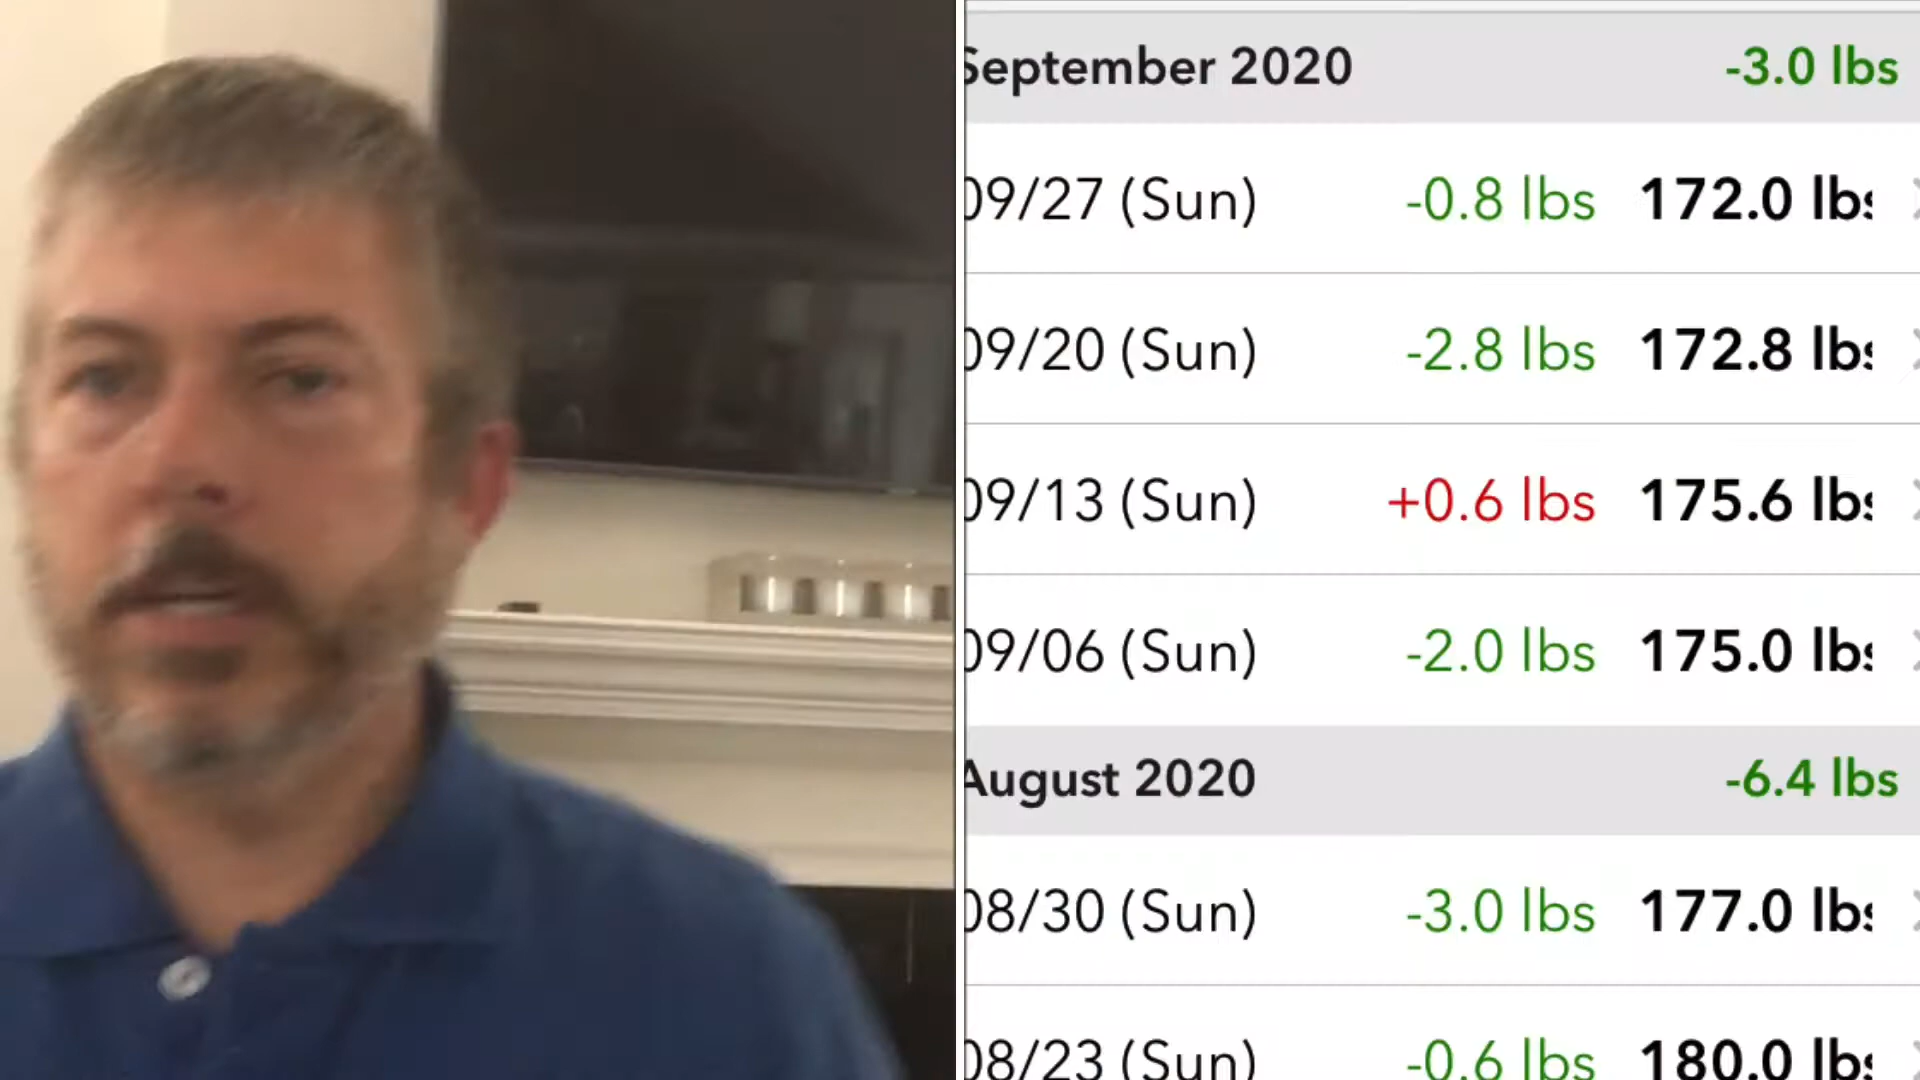 September 2020 -3.0 lbs
09/27 (Sun) -0.8 lbs 172.0 lbs
09/20 (Sun) -2.8 lbs 172.8 lbs
09/13 (Sun) +0.6 lbs 175.6 lbs
09/06 (Sun) -2.0 lbs 175.0 lbs
August 2020 -6.4 lbs
08/30 (Sun) -3.0 lbs 177.0 lbs
08/23 (Sun) -0.6 lbs 180.0 lbs